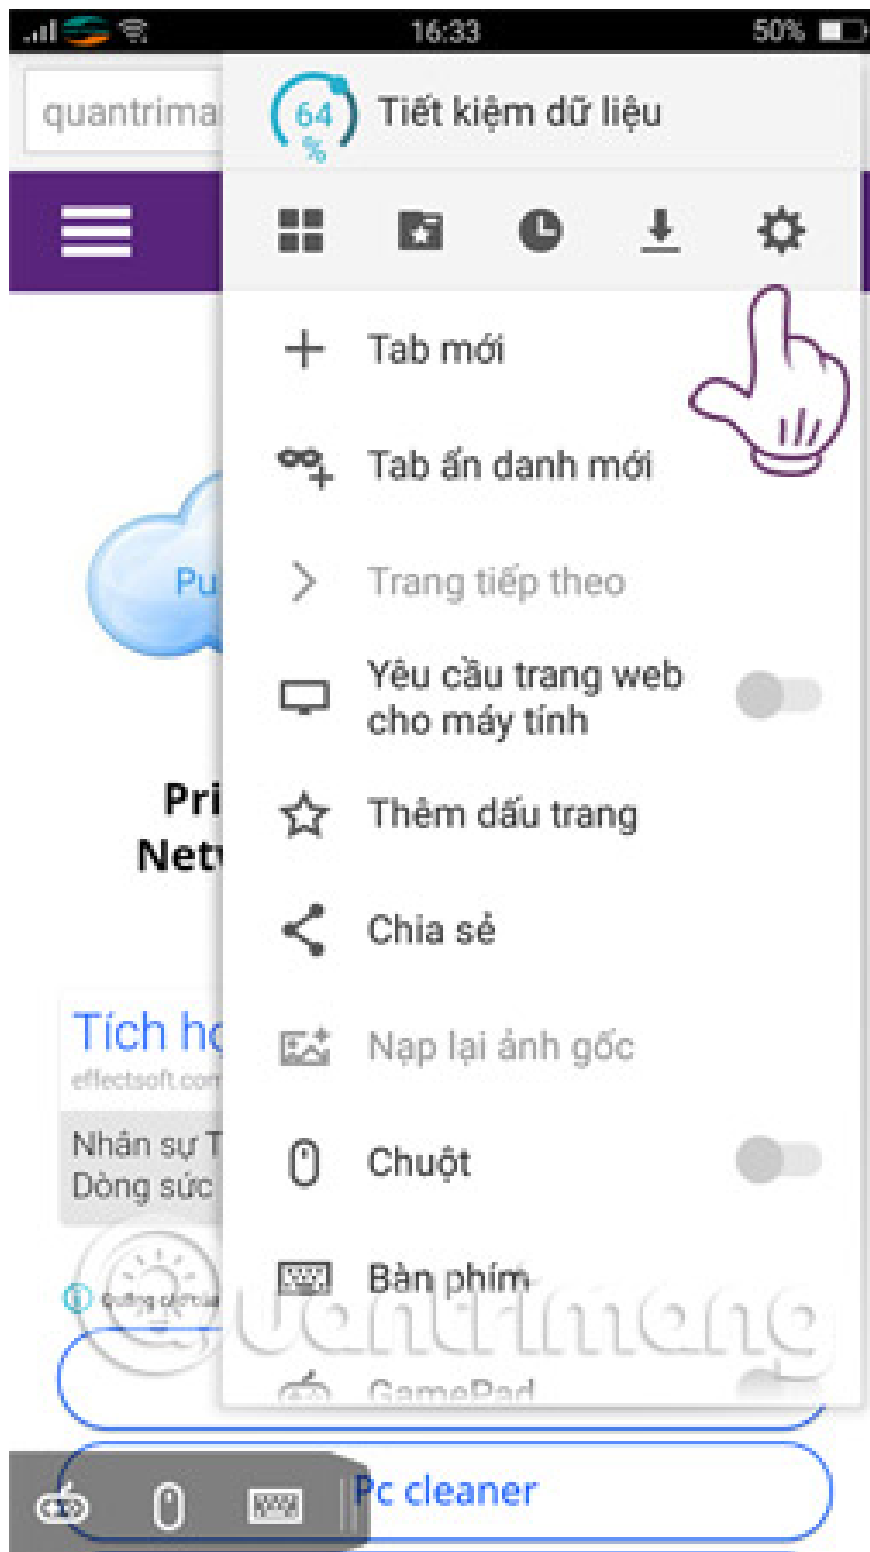 16:33
50%
quantrima
64
%
Tiết kiệm dữ liệu
Tab mới
Tab ẩn danh mới
Pu
Trang tiếp theo
Yêu cầu trang web
cho máy tính
Pri
Net
Thêm dấu trang
Chia sẻ
Tích hợ
effectsoft.com
Nạp lại ảnh gốc
Nhân sự T
Dòng sức
Chuột
Bàn phím
uantrimang
GamePad
Pc cleaner